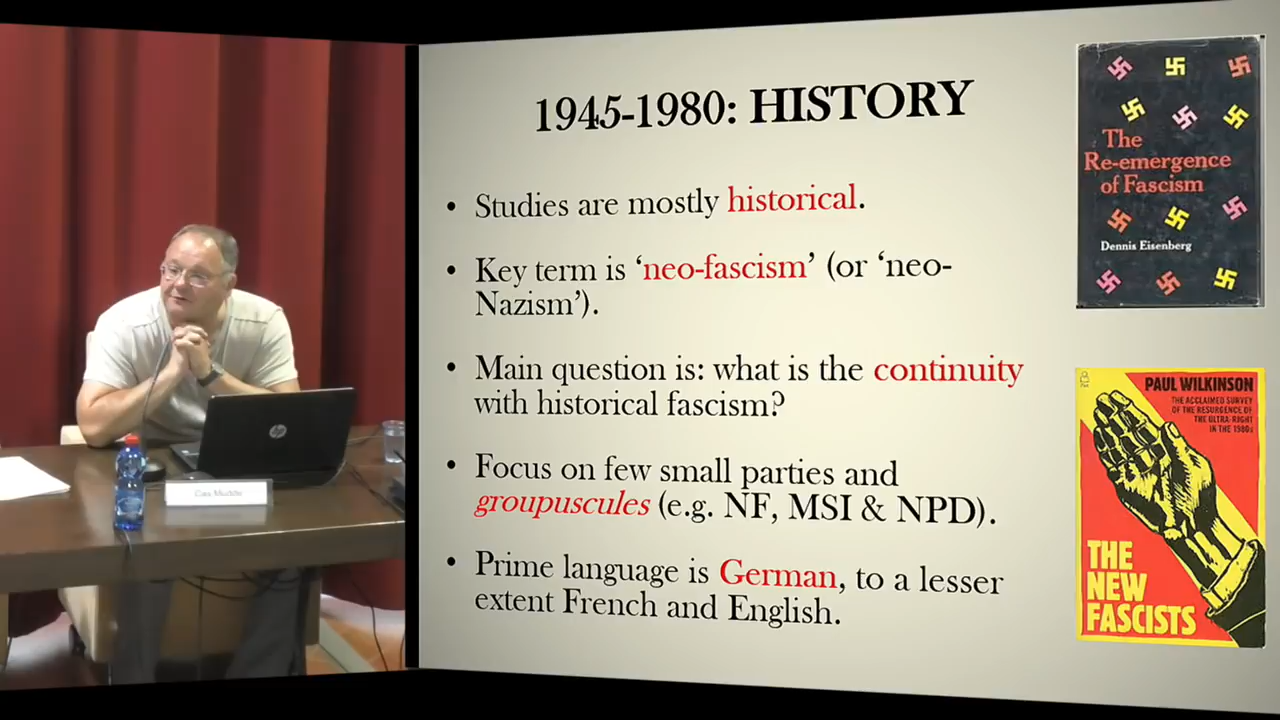 Cas Mudde
hp
1945-1980: HISTORY
• Studies are mostly historical.
• Key term is ‘neo-fascism’ (or ‘neo-
Nazism’).
• Main question is: what is the continuity
with historical fascism?
• Focus on few small parties and
groupuscules (e.g. NF, MSI & NPD).
• Prime language is German, to a lesser
extent French and English.
The
Re-emergence
of Fascism
Dennis Eisenberg
PAUL WILKINSON
THE ACCLAIMED SURVEY
OF THE RESURGENCE OF
THE ULTRA-RIGHT
IN THE 1980s
THE
NEW
FASCISTS